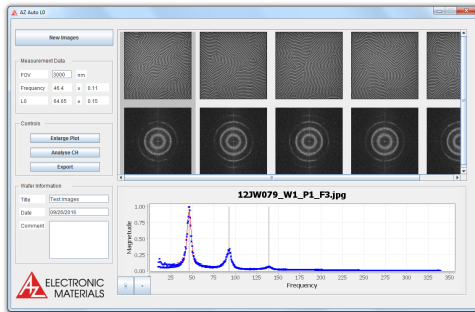 AZ Auto L0
New Images
Measurement Data
FOV 3000 nm
Frequency 46.4 ± 0.11
L0 64.65 ± 0.15
Controls
Enlarge Plot
Analyse CH
Export
Wafer Information
Title Test Images
Date 09/20/2016
Comment
AZ ELECTRONIC
MATERIALS
12JW079_W1_P1_F3.jpg
Magnitude
1.00
0.75
0.50
0.25
0.00
25 50 75 100 125 150 175 200 225 250 275 300 325 350
Frequency